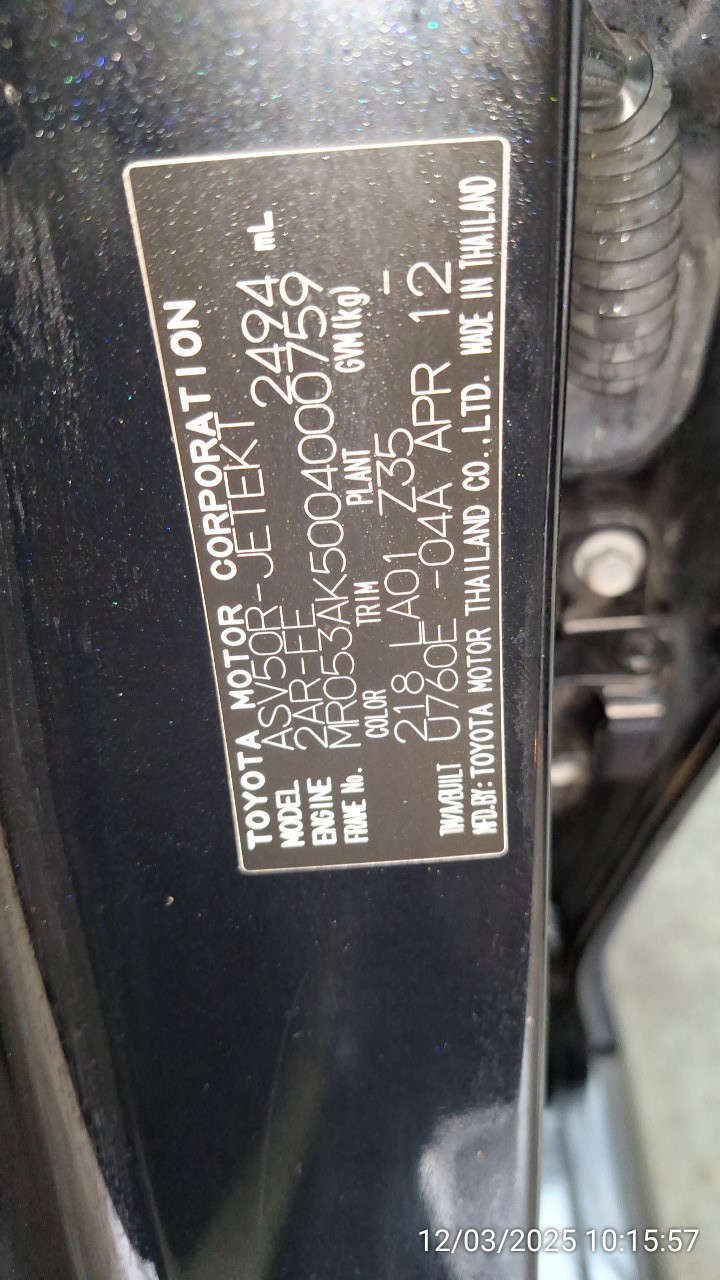 TOYOTA MOTOR CORPORATION
MODEL ASV50R-JETEKT 2494 mL
ENGINE 2AR-FE
FRAME No. MR053AK5004000759
COLOR TRIM PLANT GVM(kg)
218 LA01 Z35 -
TM/A/BUILT U760E -04A APR 12
MFD.BY: TOYOTA MOTOR THAILAND CO.,LTD. MADE IN THAILAND
12/03/2025 10:15:57